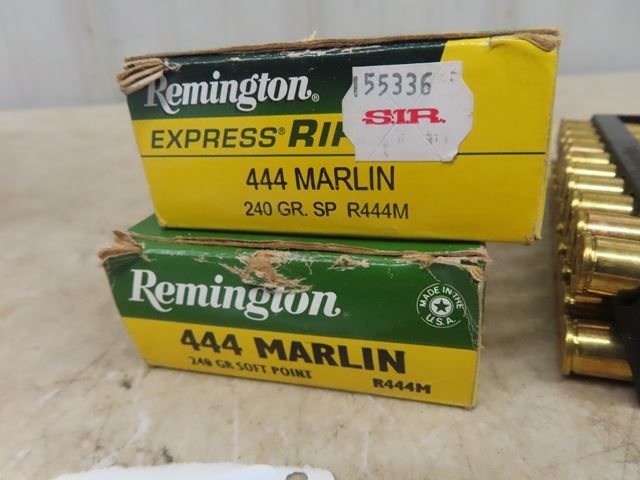 Remington®
155336
S.I.R.
EXPRESS® RIF
444 MARLIN
240 GR. SP R444M
Remington
MADE IN THE U.S.A.
444 MARLIN
240 GR SOFT POINT
R444M